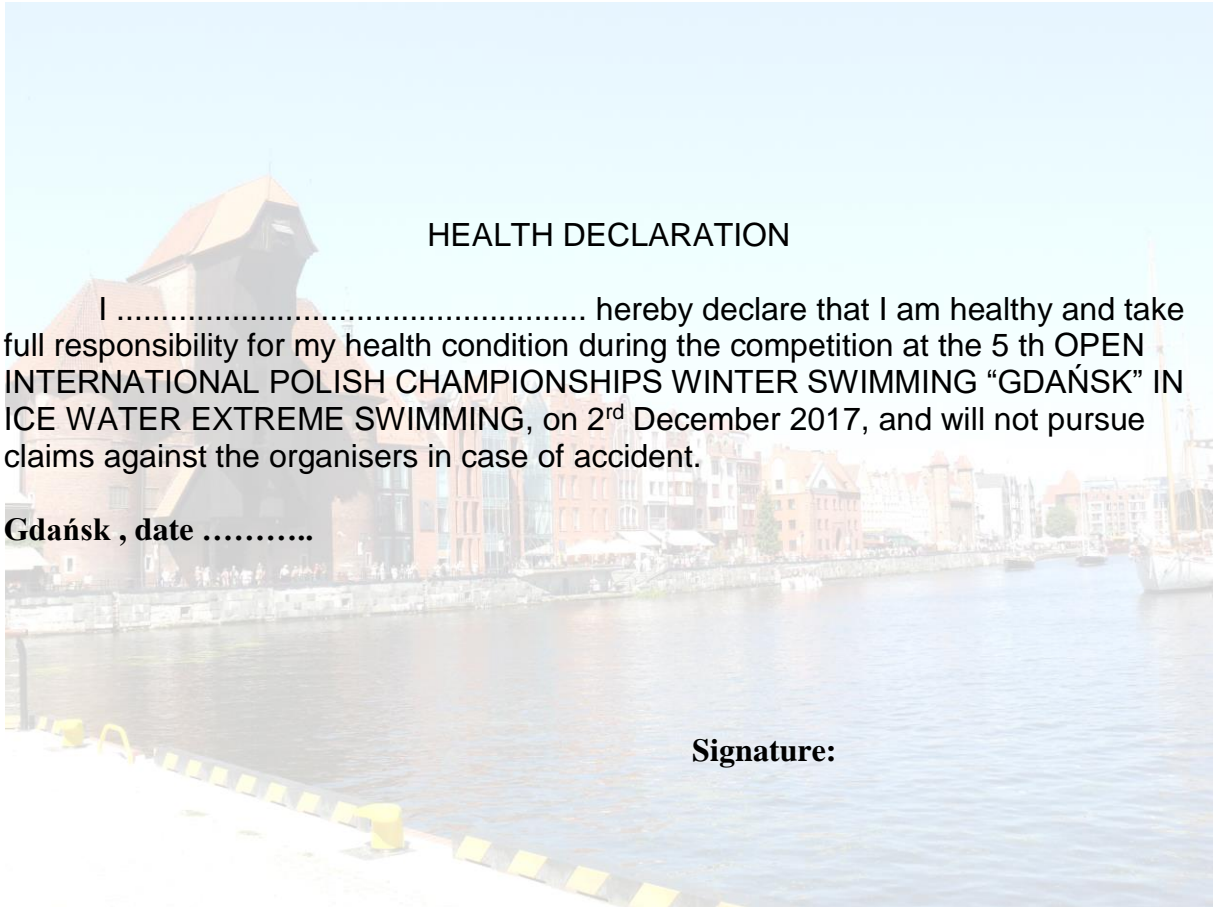 HEALTH DECLARATION
I ..................................................... hereby declare that I am healthy and take
full responsibility for my health condition during the competition at the 5 th OPEN
INTERNATIONAL POLISH CHAMPIONSHIPS WINTER SWIMMING “GDAŃSK” IN
ICE WATER EXTREME SWIMMING, on 2rd December 2017, and will not pursue
claims against the organisers in case of accident.
Gdańsk , date ………..
Signature: